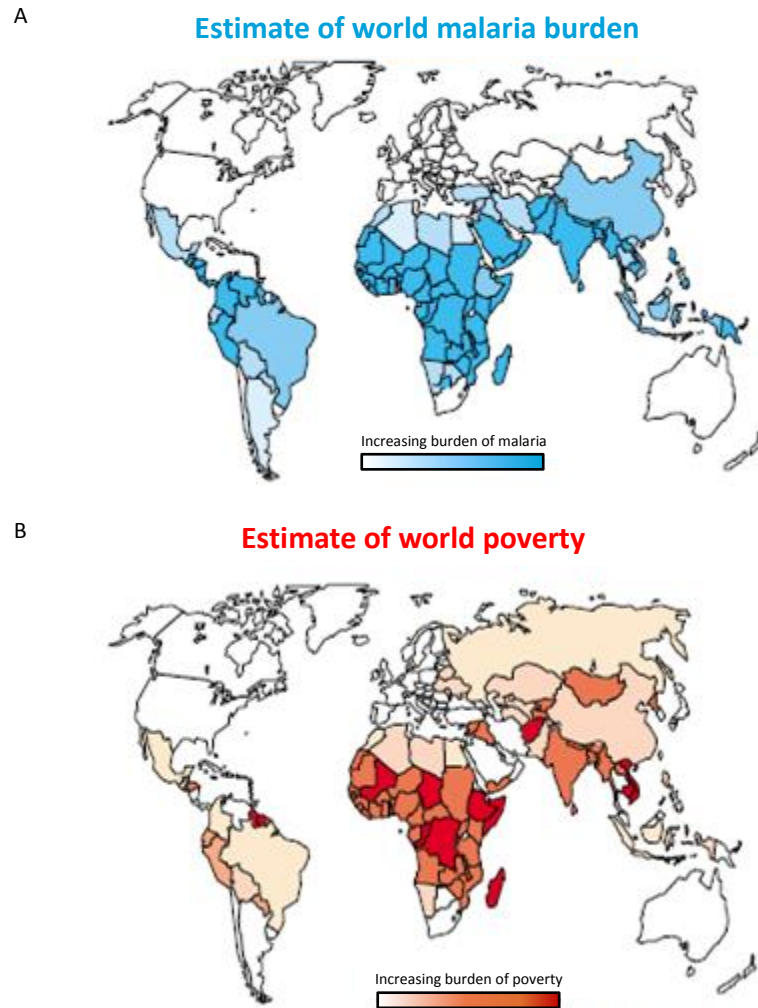 A
Estimate of world malaria burden
Increasing burden of malaria
B
Estimate of world poverty
Increasing burden of poverty